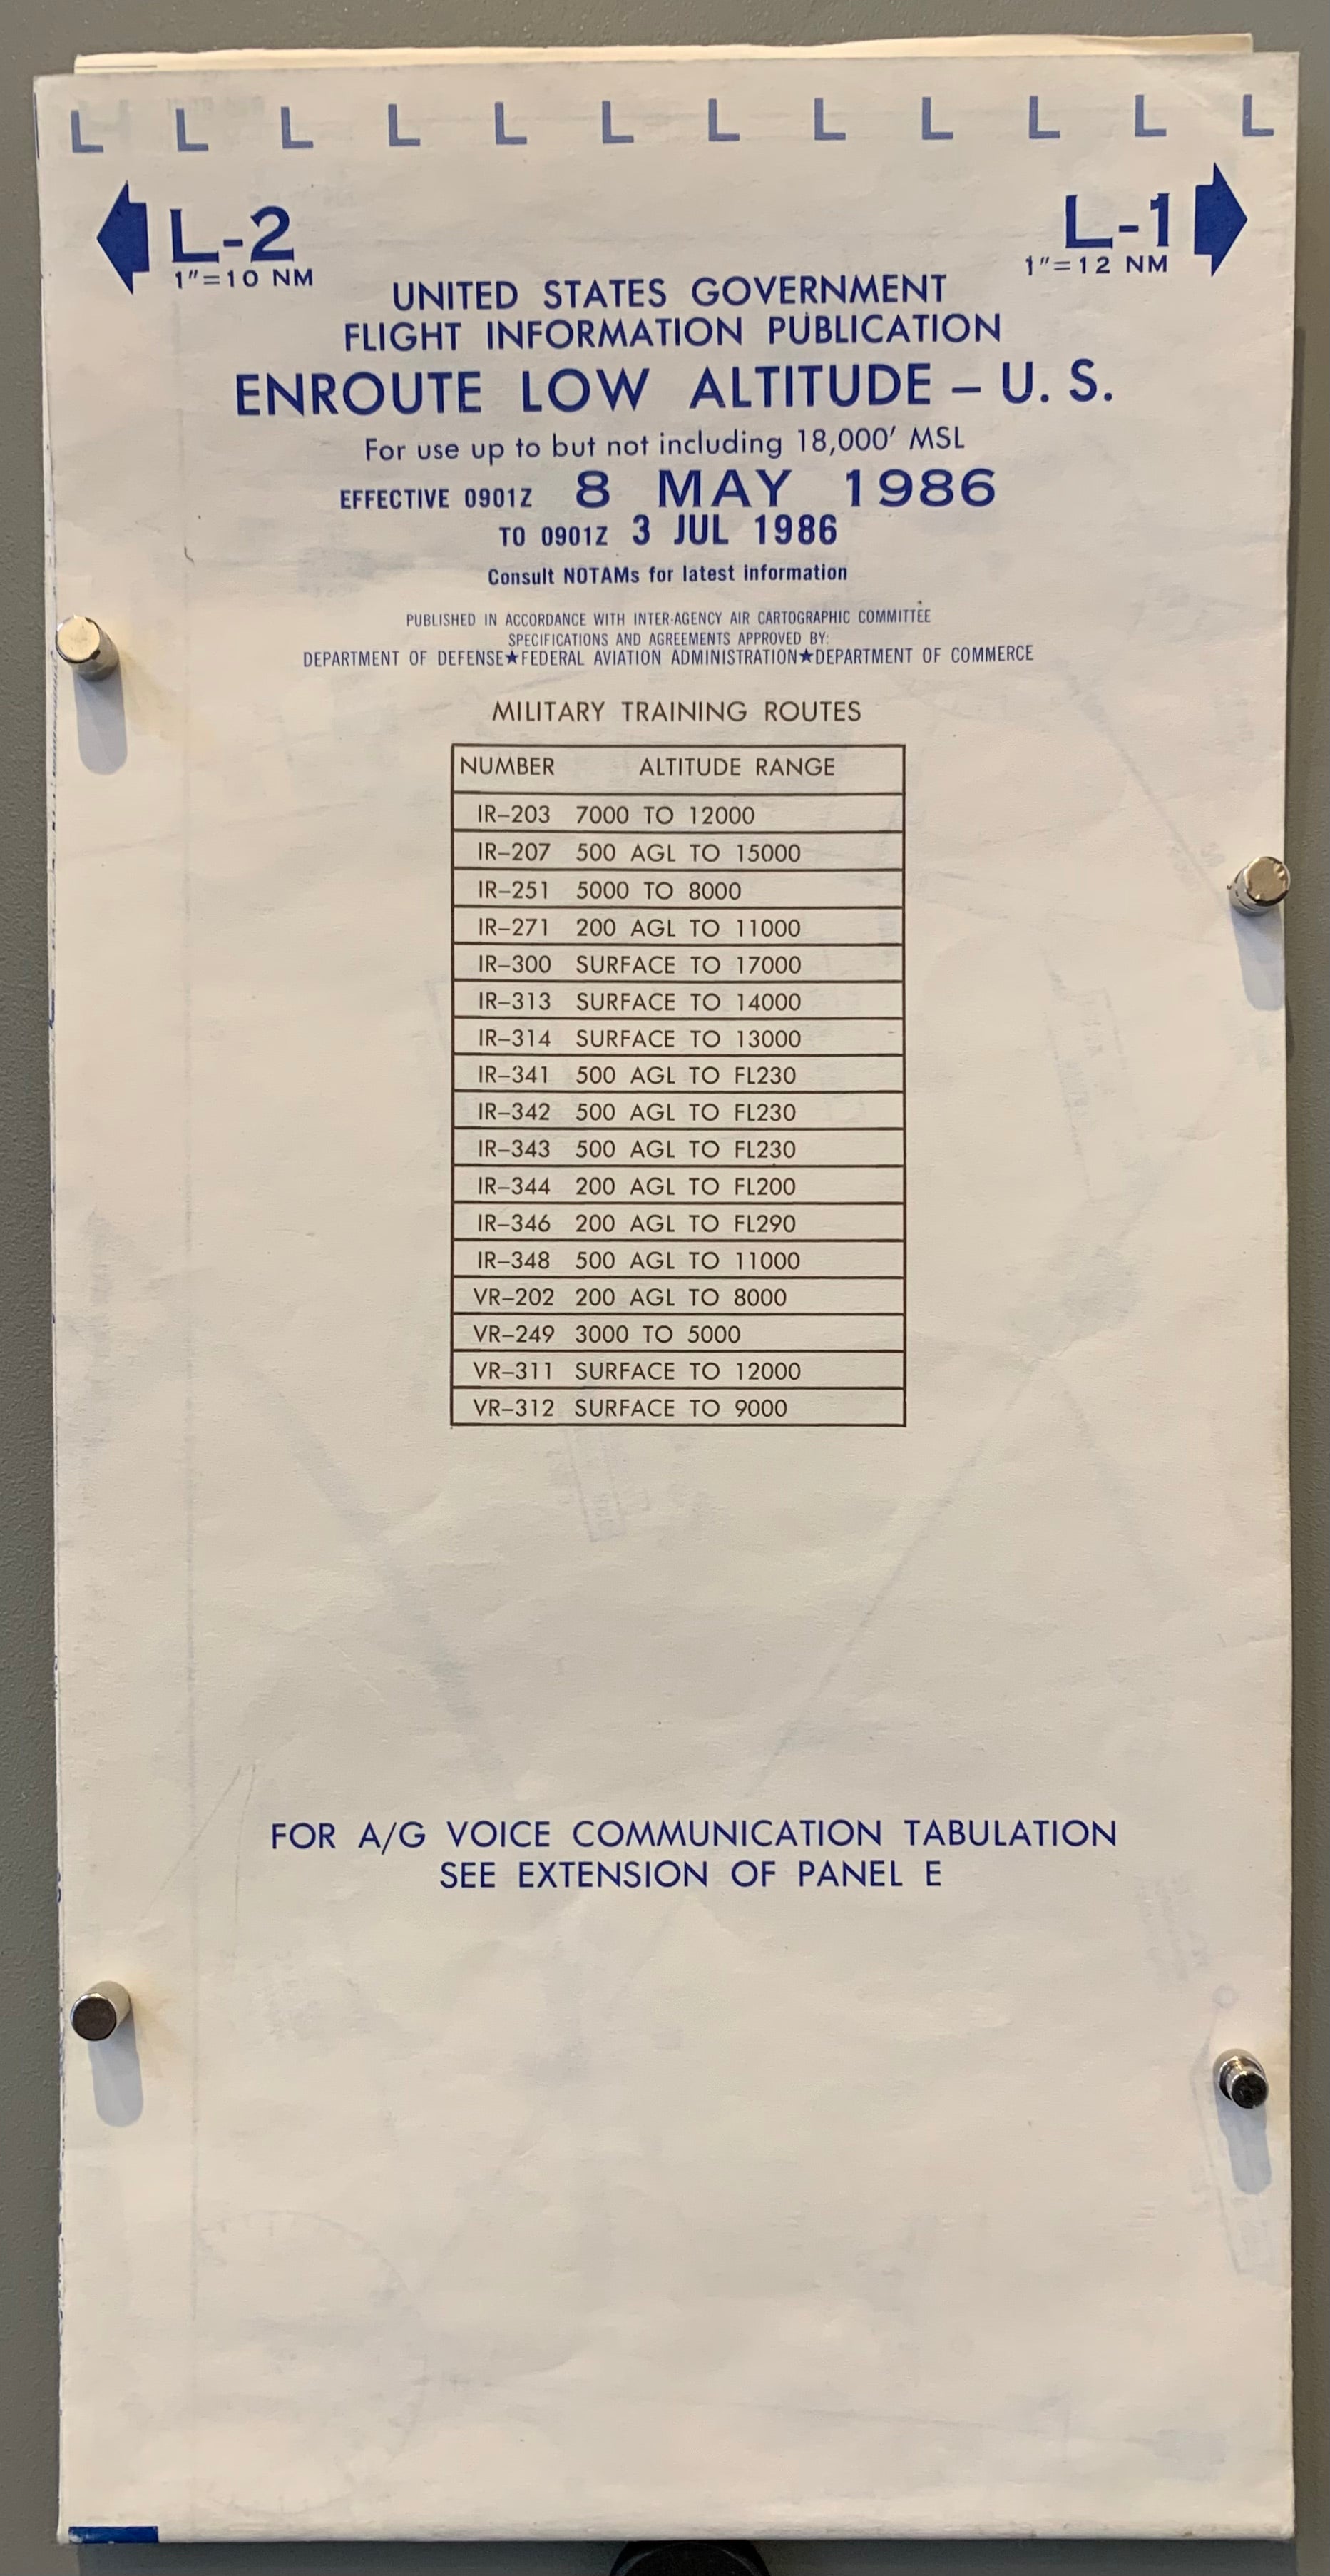 L L L L L L L L L L L L
L-2 L-1
1"=10 NM 1"=12 NM
UNITED STATES GOVERNMENT
FLIGHT INFORMATION PUBLICATION
ENROUTE LOW ALTITUDE – U. S.
For use up to but not including 18,000' MSL
EFFECTIVE 0901Z 8 MAY 1986
TO 0901Z 3 JUL 1986
Consult NOTAMs for latest information
PUBLISHED IN ACCORDANCE WITH INTER-AGENCY AIR CARTOGRAPHIC COMMITTEE
SPECIFICATIONS AND AGREEMENTS APPROVED BY:
DEPARTMENT OF DEFENSE★FEDERAL AVIATION ADMINISTRATION★DEPARTMENT OF COMMERCE
MILITARY TRAINING ROUTES
NUMBER ALTITUDE RANGE
IR–203 7000 TO 12000
IR–207 500 AGL TO 15000
IR–251 5000 TO 8000
IR–271 200 AGL TO 11000
IR–300 SURFACE TO 17000
IR–313 SURFACE TO 14000
IR–314 SURFACE TO 13000
IR–341 500 AGL TO FL230
IR–342 500 AGL TO FL230
IR–343 500 AGL TO FL230
IR–344 200 AGL TO FL200
IR–346 200 AGL TO FL290
IR–348 500 AGL TO 11000
VR–202 200 AGL TO 8000
VR–249 3000 TO 5000
VR–311 SURFACE TO 12000
VR–312 SURFACE TO 9000
FOR A/G VOICE COMMUNICATION TABULATION
SEE EXTENSION OF PANEL E